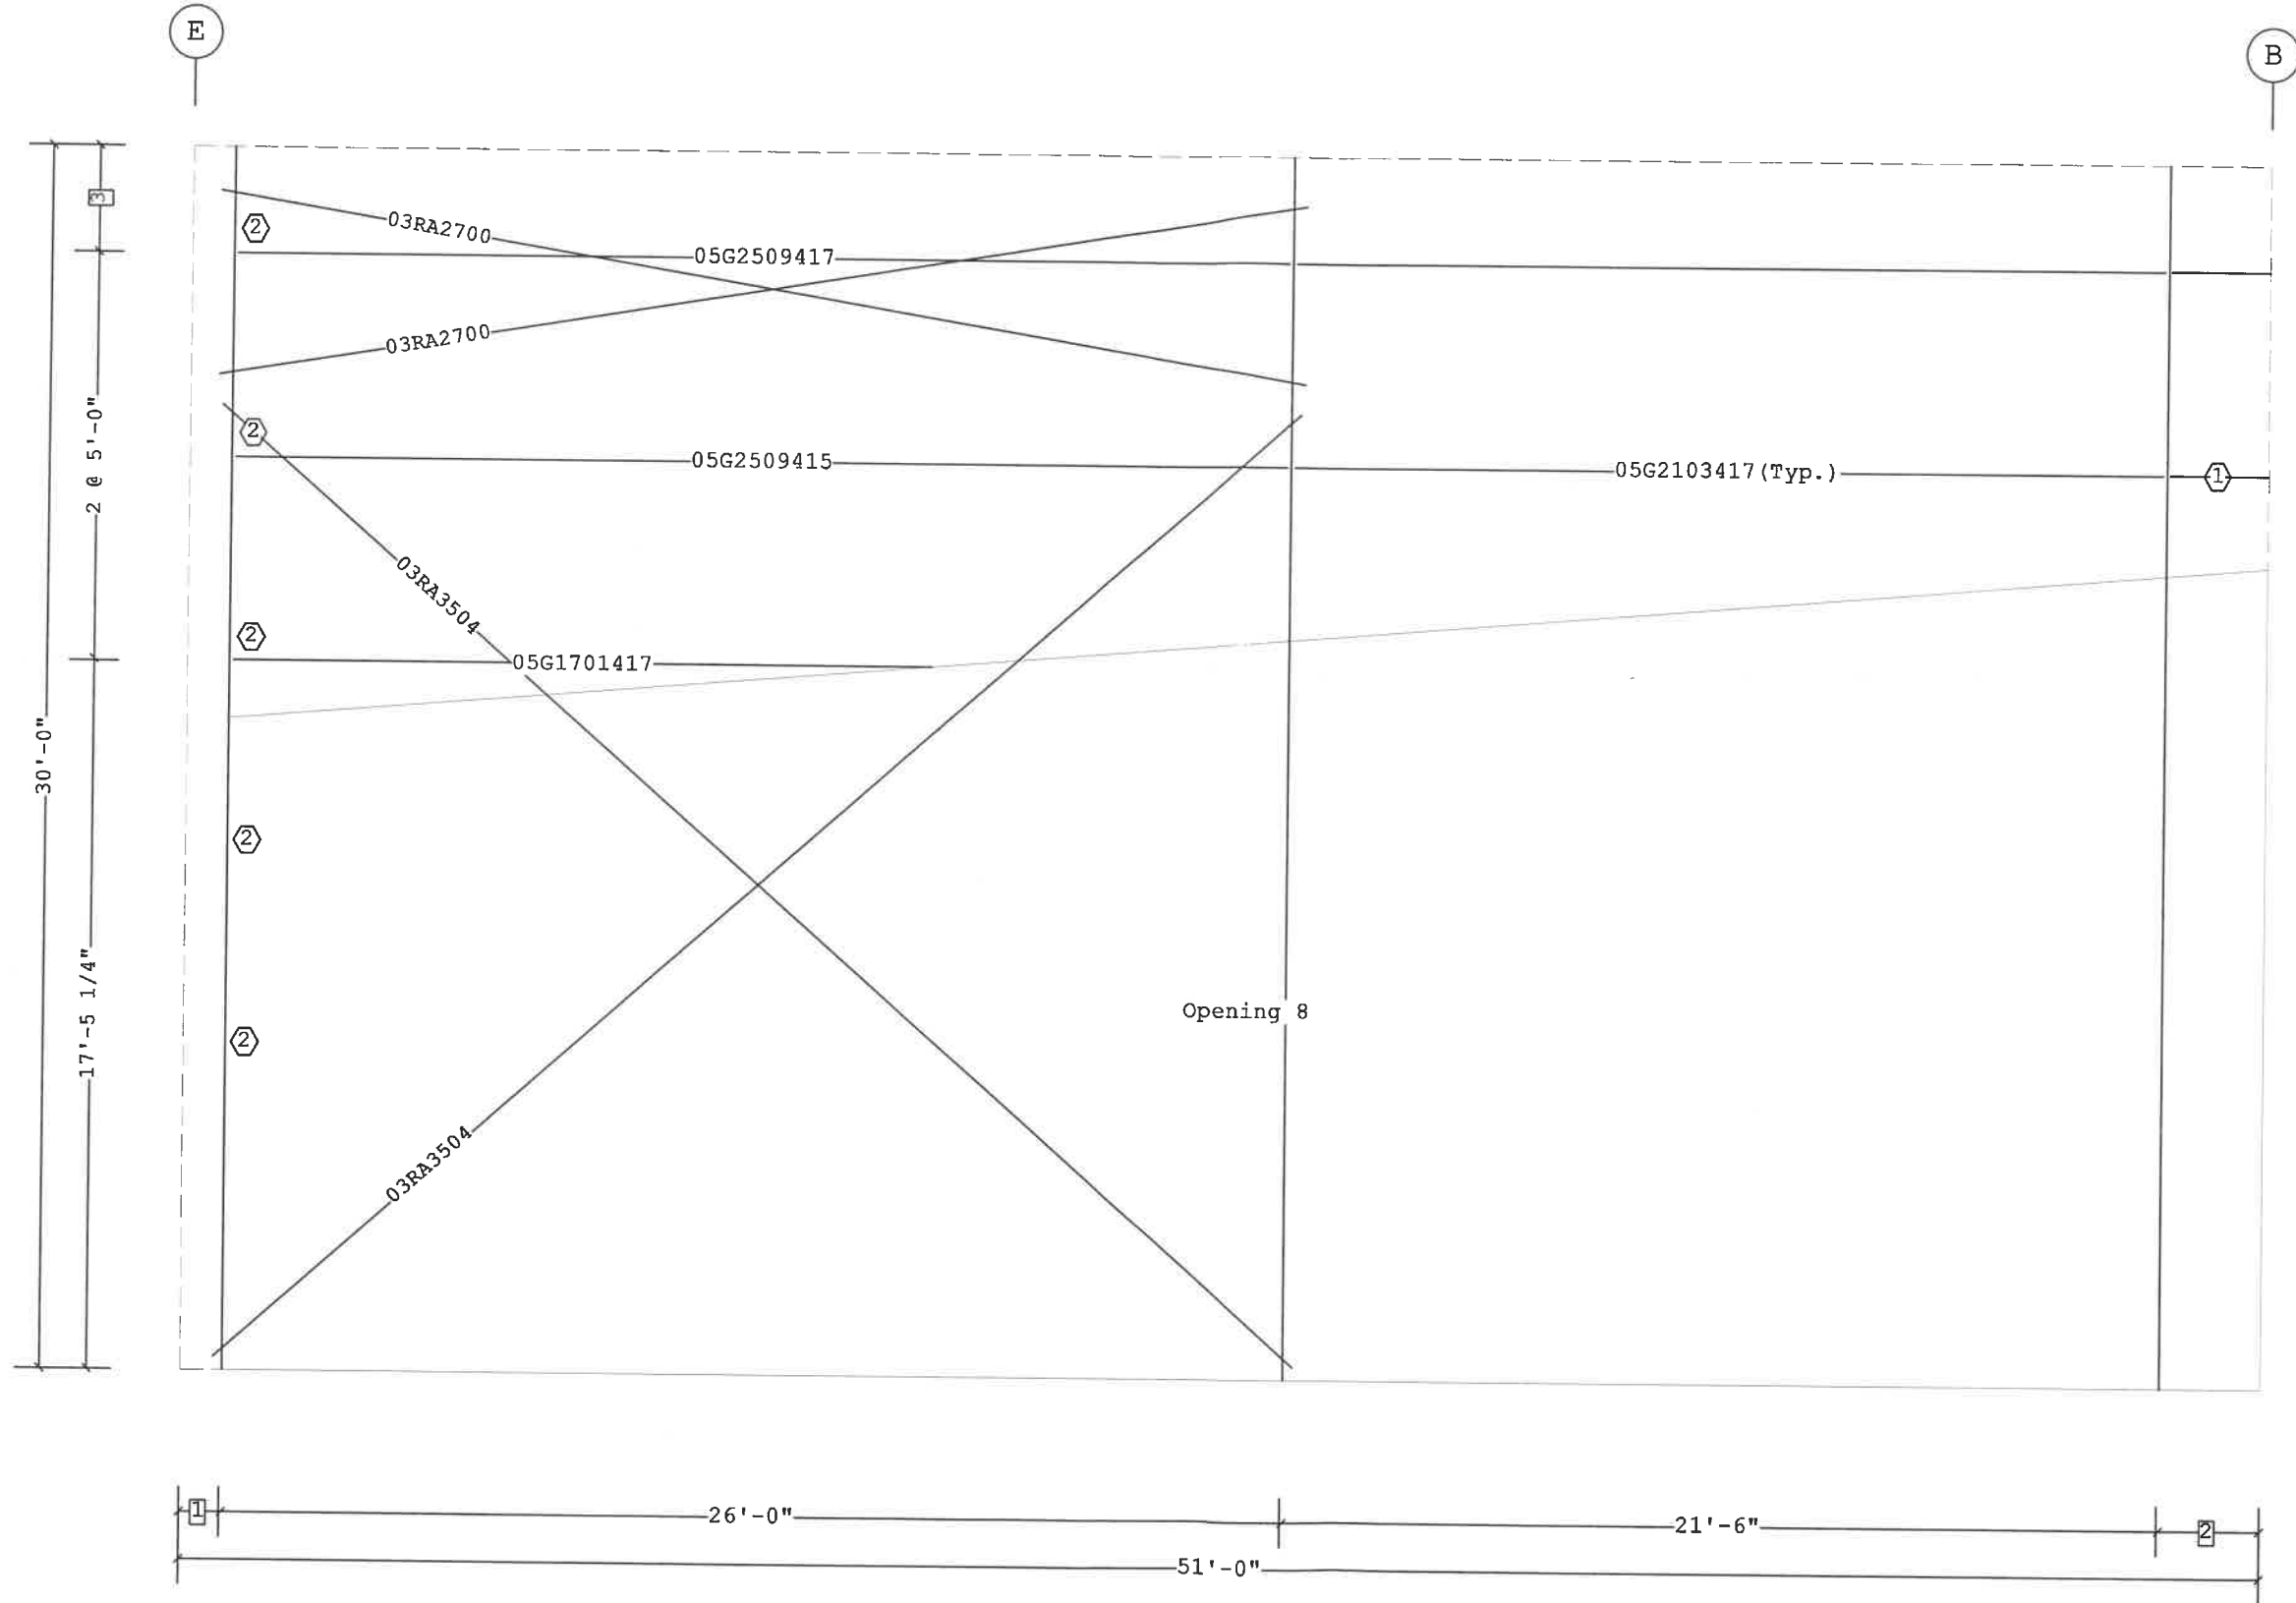 E
B
3
2
03RA2700
05G2509417
03RA2700
2 @ 5'-0"
2
05G2509415
05G2103417(Typ.)
1
03RA3504
2
05G1701417
30'-0"
2
17'-5 1/4"
Opening 8
2
03RA3504
1
26'-0"
21'-6"
2
51'-0"